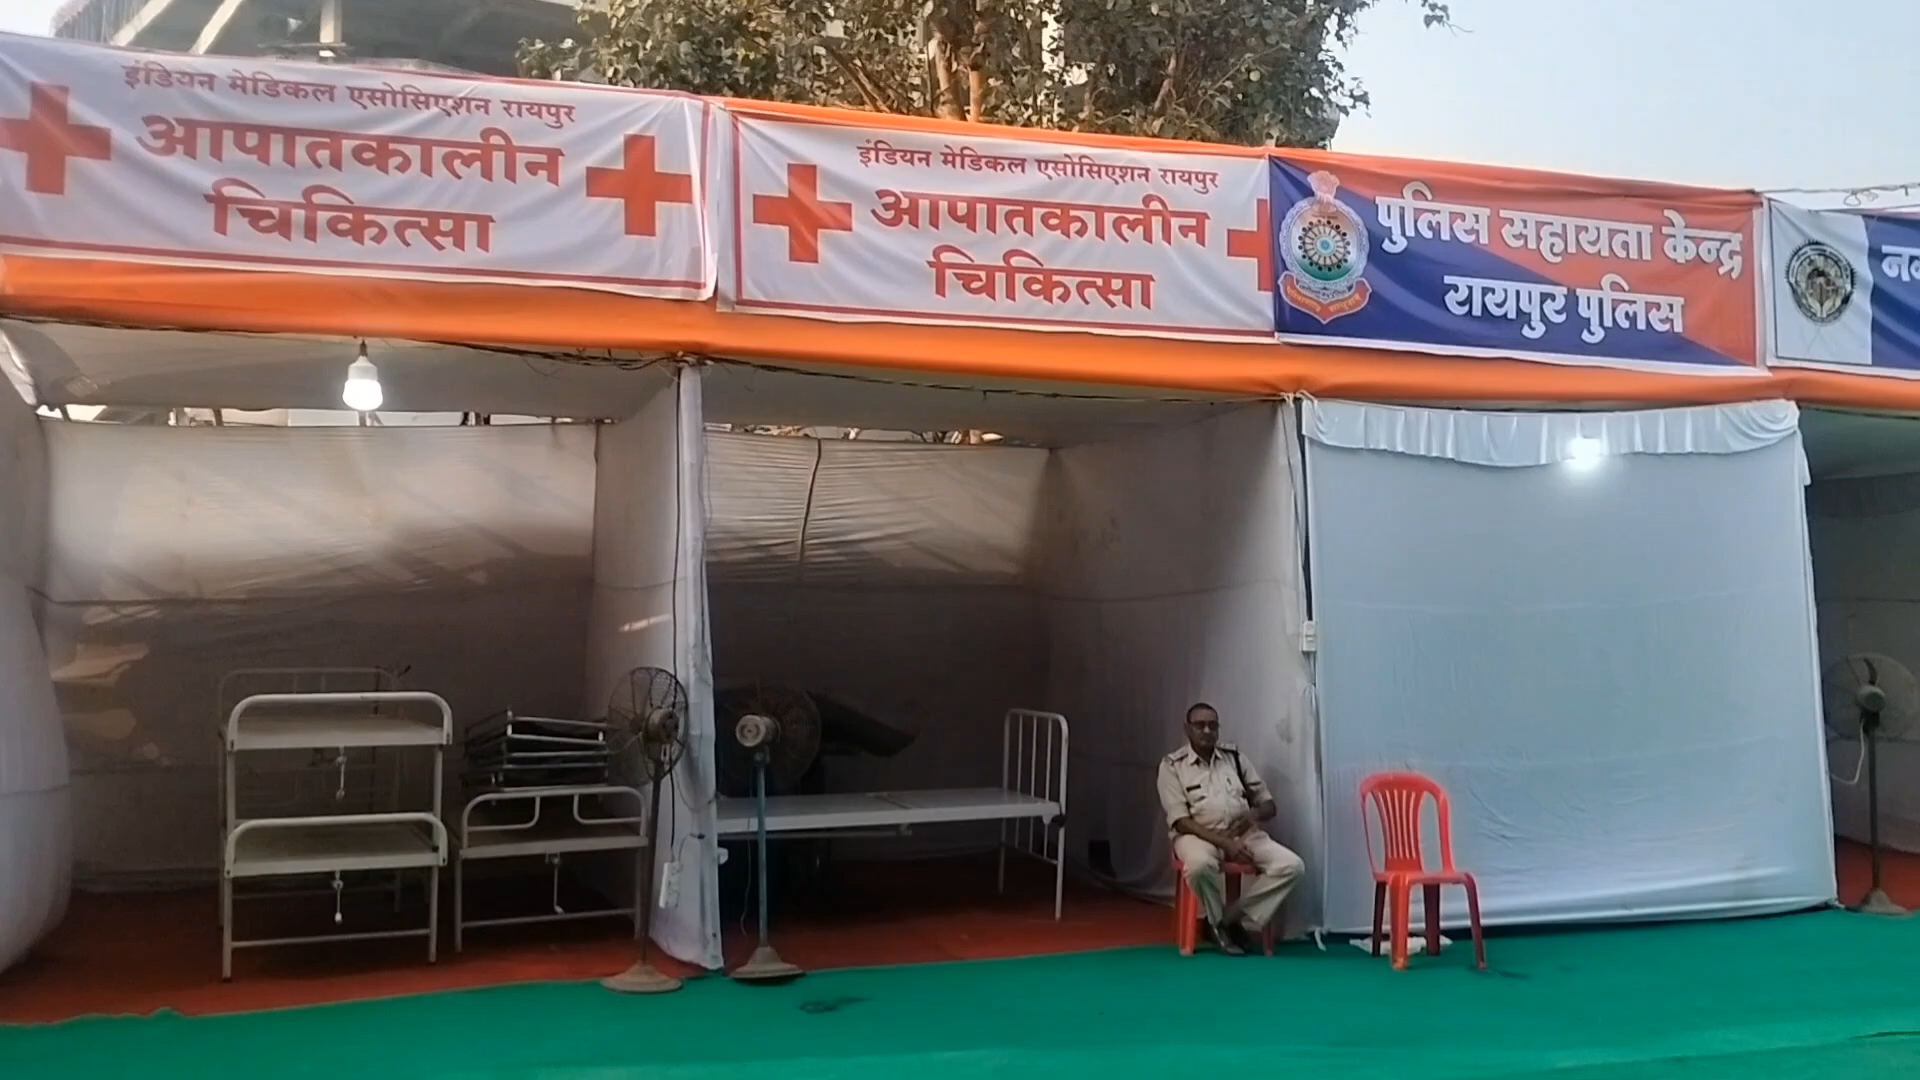 इंडियन मेडिकल एसोसिएशन रायपुर
आपातकालीन
चिकित्सा
इंडियन मेडिकल एसोसिएशन रायपुर
आपातकालीन
चिकित्सा
पुलिस सहायता केन्द्र
रायपुर पुलिस